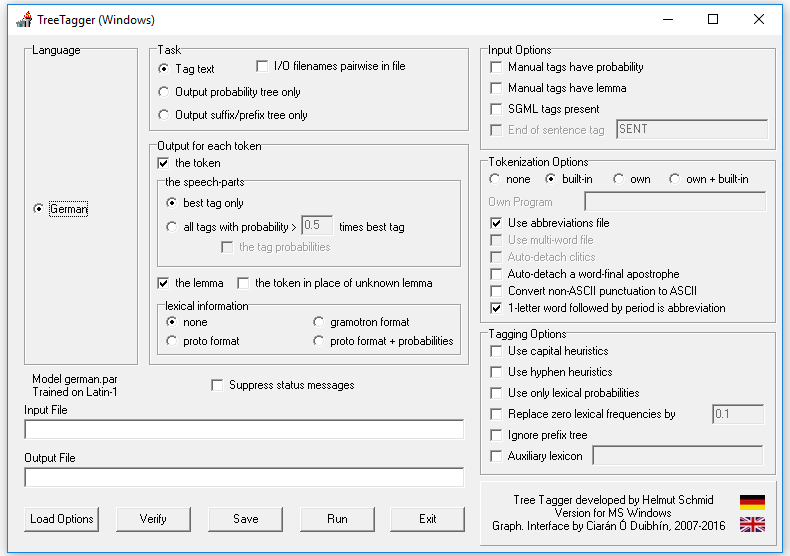 TreeTagger (Windows)
Language
German
Model german.par
Trained on Latin-1
Task
Tag text
I/O filenames pairwise in file
Output probability tree only
Output suffix/prefix tree only
Output for each token
the token
the speech-parts
best tag only
all tags with probability > 0.5 times best tag
the tag probabilities
the lemma
the token in place of unknown lemma
lexical information
none
gramotron format
proto format
proto format + probabilities
Suppress status messages
Input File
Output File
Load Options
Verify
Save
Run
Exit
Input Options
Manual tags have probability
Manual tags have lemma
SGML tags present
End of sentence tag SENT
Tokenization Options
none built-in own own + built-in
Own Program
Use abbreviations file
Use multi-word file
Auto-detach clitics
Auto-detach a word-final apostrophe
Convert non-ASCII punctuation to ASCII
1-letter word followed by period is abbreviation
Tagging Options
Use capital heuristics
Use hyphen heuristics
Use only lexical probabilities
Replace zero lexical frequencies by 0.1
Ignore prefix tree
Auxiliary lexicon
Tree Tagger developed by Helmut Schmid
Version for MS Windows
Graph. Interface by Ciarán Ó Duibhín, 2007-2016